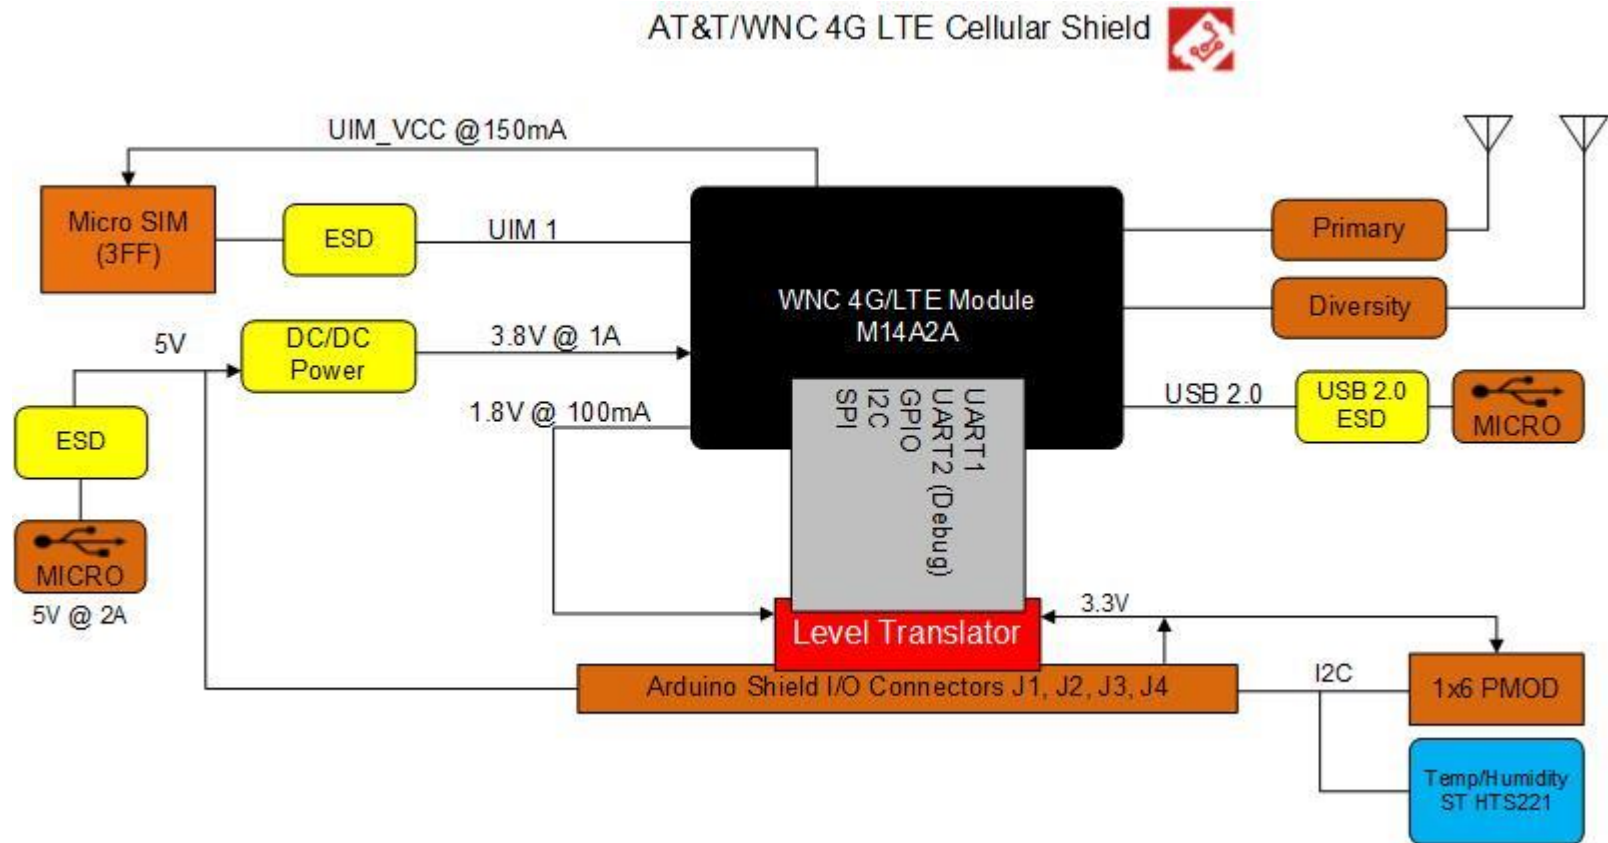 AT&T/WNC 4G LTE Cellular Shield
UIM_VCC @150mA
Micro SIM
(3FF)
ESD
UIM 1
WNC 4G/LTE Module
M14A2A
Primary
Diversity
5V
DC/DC
Power
3.8V @ 1A
1.8V @ 100mA
USB 2.0
USB 2.0
ESD
MICRO
UART1
UART2 (Debug)
GPIO
I2C
SPI
ESD
MICRO
5V @ 2A
3.3V
Level Translator
Arduino Shield I/O Connectors J1, J2, J3, J4
I2C
1x6 PMOD
Temp/Humidity
ST HTS221